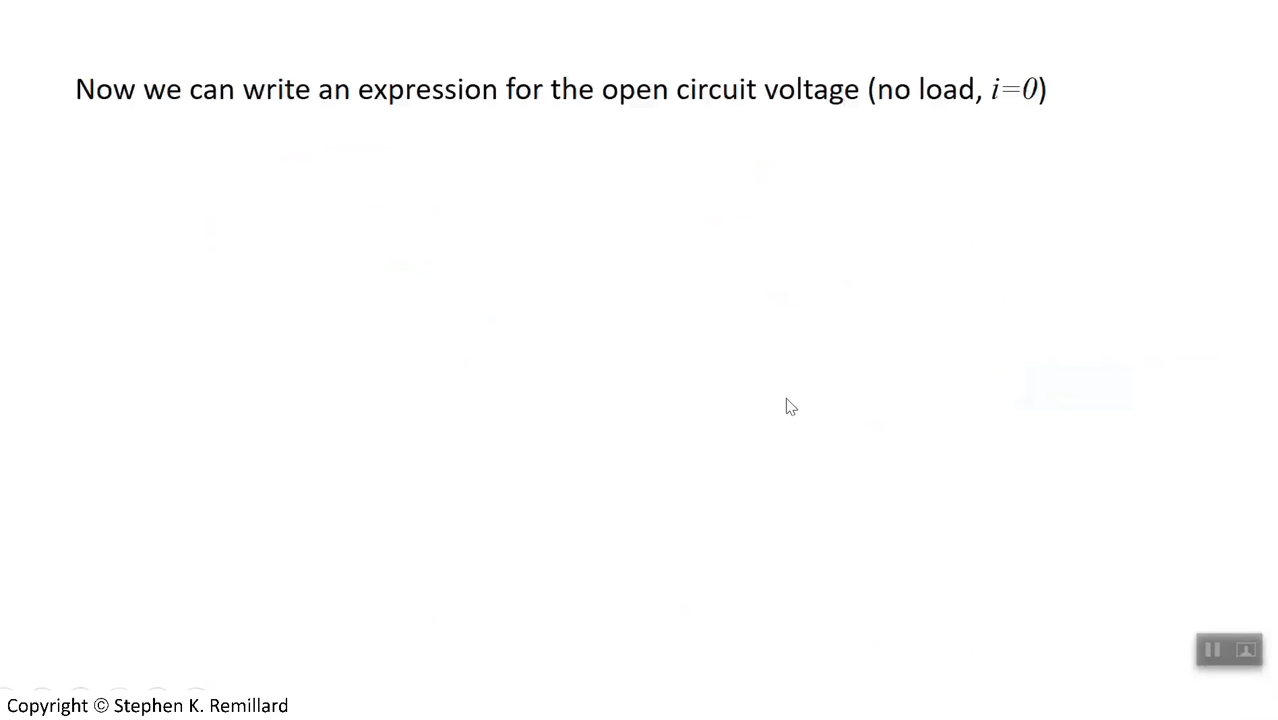 Now we can write an expression for the open circuit voltage (no load, i=0)
Copyright © Stephen K. Remillard